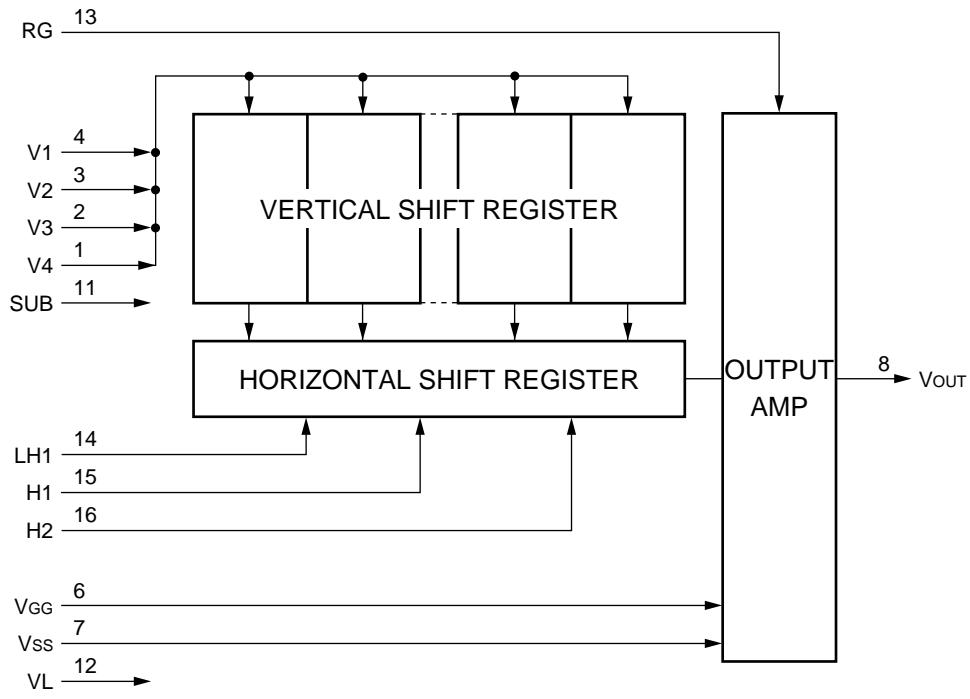 RG 13
V1 4
V2 3
V3 2
V4 1
SUB 11
VERTICAL SHIFT REGISTER
HORIZONTAL SHIFT REGISTER
OUTPUT
AMP
8 VOUT
LH1 14
H1 15
H2 16
VGG 6
VSS 7
VL 12